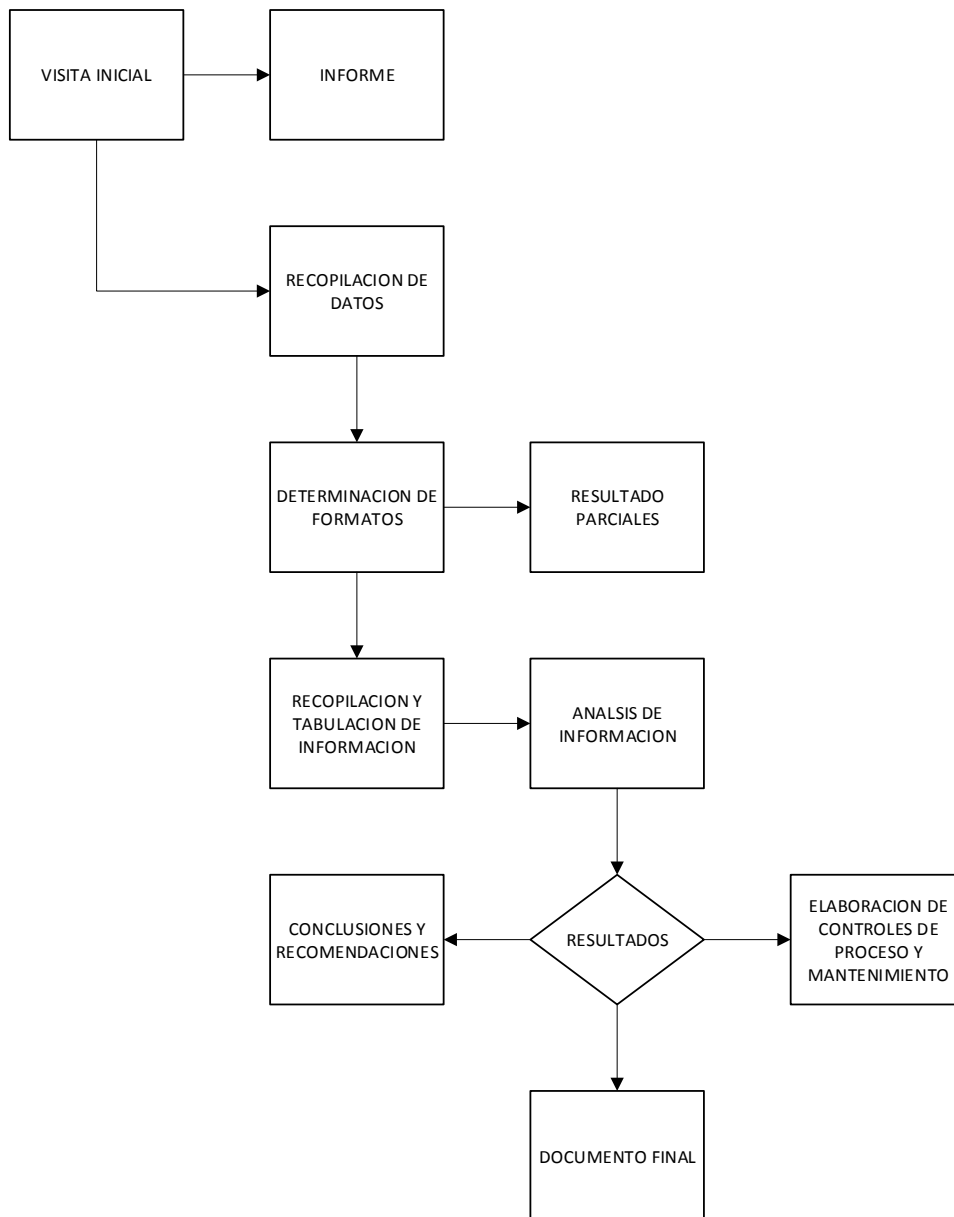 VISITA INICIAL
INFORME
RECOPILACION DE
DATOS
DETERMINACION DE
FORMATOS
RESULTADO
PARCIALES
RECOPILACION Y
TABULACION DE
INFORMACION
ANALSIS DE
INFORMACION
CONCLUSIONES Y
RECOMENDACIONES
RESULTADOS
ELABORACION DE
CONTROLES DE
PROCESO Y
MANTENIMIENTO
DOCUMENTO FINAL